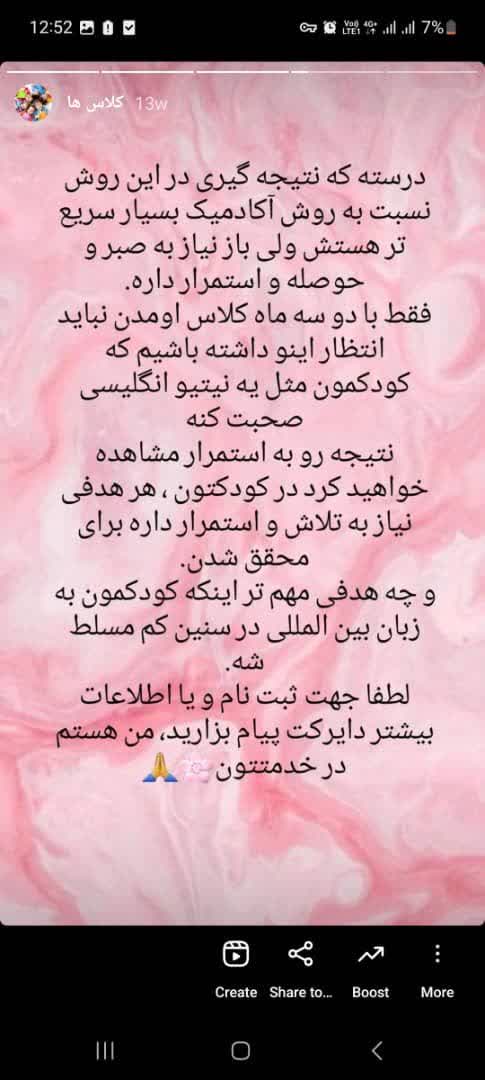 12:52
Vo)) 4G+
LTE1
7%
کلاس ها 13w
درسته که نتیجه گیری در این روش
نسبت به روش آکادمیک بسیار سریع
تر هستش ولی باز نیاز به صبر و
حوصله و استمرار داره.
فقط با دو سه ماه کلاس اومدن نباید
انتظار اینو داشته باشیم که
کودکمون مثل یه نیتیو انگلیسی
صحبت کنه
نتیجه رو به استمرار مشاهده
خواهید کرد در کودکتون ، هر هدفی
نیاز به تلاش و استمرار داره برای
محقق شدن.
و چه هدفی مهم تر اینکه کودکمون به
زبان بین المللی در سنین کم مسلط
شه.
لطفا جهت ثبت نام و یا اطلاعات
بیشتر دایرکت پیام بزارید، من هستم
در خدمتتون🌸🙏
Create
Share to...
Boost
More